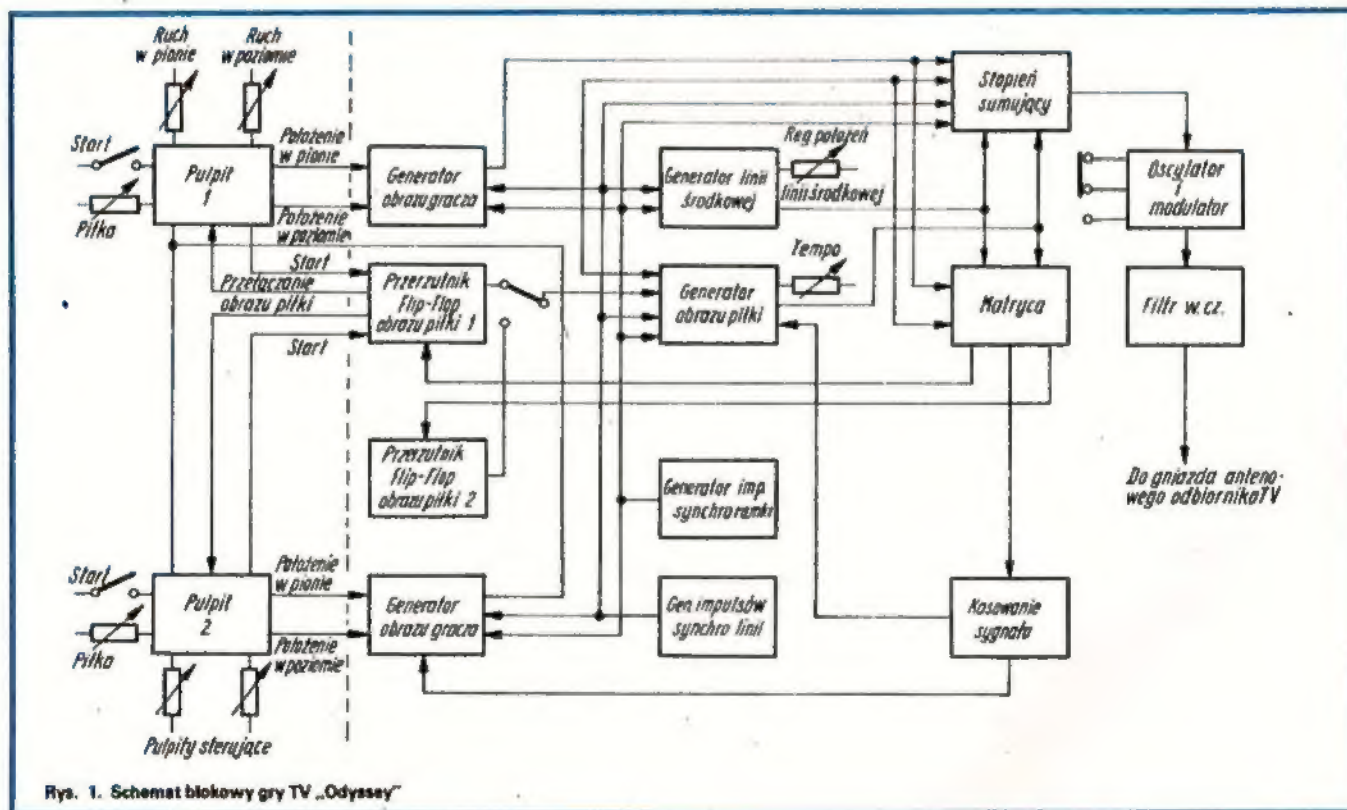 Ruch
w pionie
Ruch
w poziomie
Start
Piłka
Pulpit
1
Położenie
w pionie
Położenie
w poziomie
Start
Przełączanie
obrazu piłki
Start
Generator
obrazu gracza
Przerzutnik
Flip-Flop
obrazu piłki 1
Przerzutnik
Flip-Flop
obrazu piłki 2
Generator linii
środkowej
Reg położeń
linii środkowej
Generator
obrazu piłki
Tempo
Stopień
sumujący
Oscylator
i
modulator
Matryca
Filtr w.cz.
Do gniazda anteno-
wego odbiornika TV
Generator imp.
synchro ramki
Gen impulsów
synchro linii
Kasowanie
sygnału
Start
Piłka
Pulpit
2
Położenie
w pionie
Położenie
w poziomie
Generator
obrazu gracza
Pulpity sterujące
Rys. 1. Schemat blokowy gry TV „Odyssey”